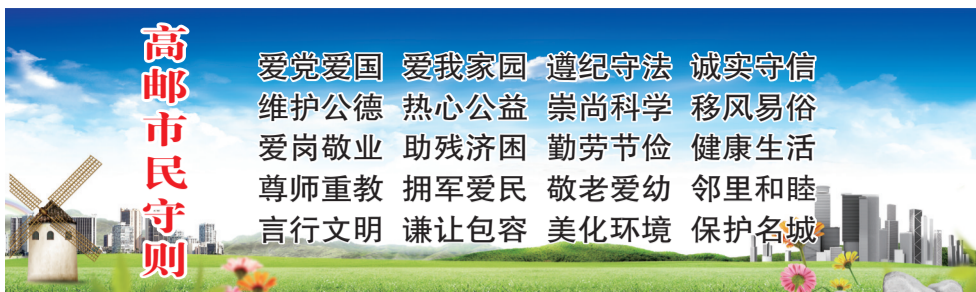 高邮市民守则
爱党爱国 爱我家园 遵纪守法 诚实守信
维护公德 热心公益 崇尚科学 移风易俗
爱岗敬业 助残济困 勤劳节俭 健康生活
尊师重教 拥军爱民 敬老爱幼 邻里和睦
言行文明 谦让包容 美化环境 保护名城